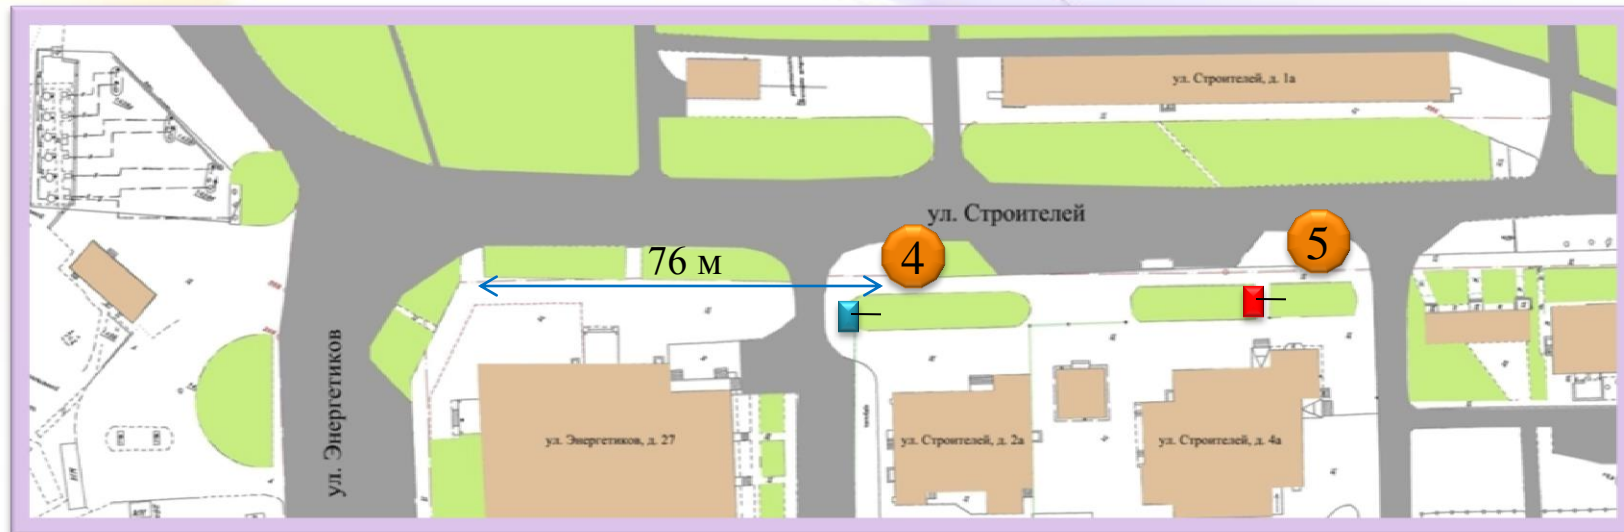 ул. Строителей, д. 1а
ул. Строителей
4
5
76 м
ул. Энергетиков
ул. Энергетиков, д. 27
ул. Строителей, д. 2а
ул. Строителей, д. 4а